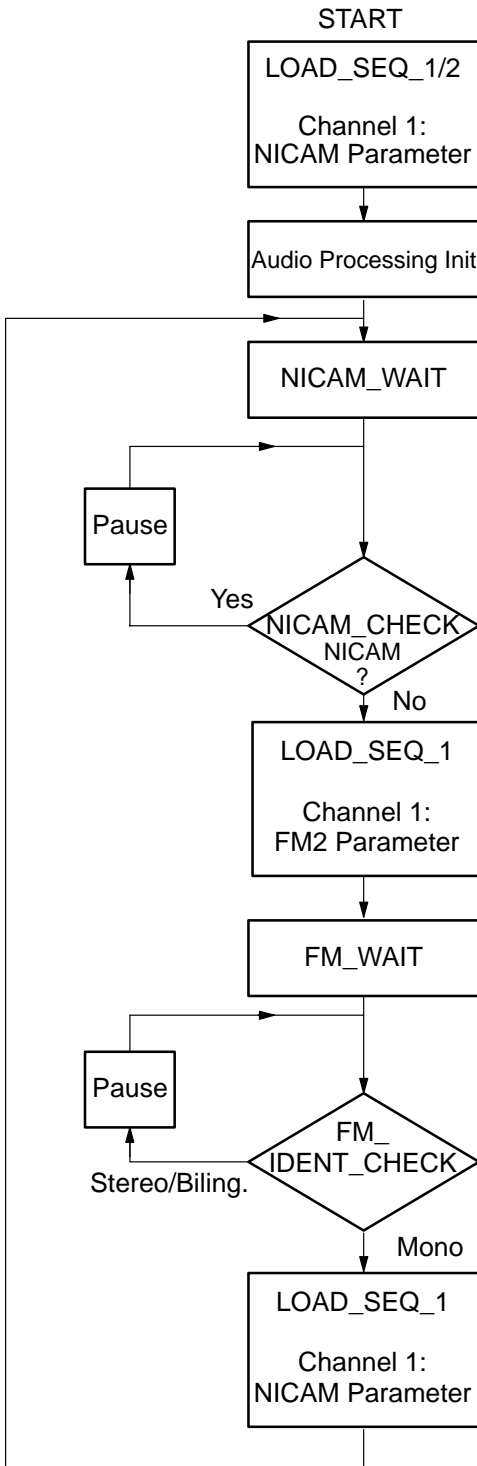 START
LOAD_SEQ_1/2
Channel 1:
NICAM Parameter
Audio Processing Init
NICAM_WAIT
Pause
Yes
NICAM_CHECK
NICAM
?
No
LOAD_SEQ_1
Channel 1:
FM2 Parameter
FM_WAIT
Pause
FM_
IDENT_CHECK
Stereo/Biling.
Mono
LOAD_SEQ_1
Channel 1:
NICAM Parameter